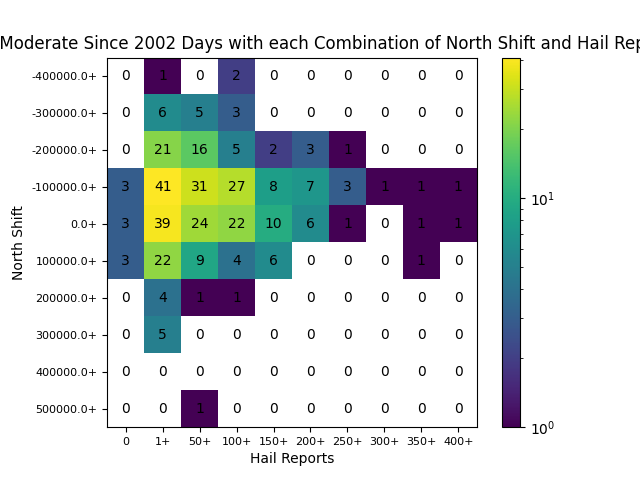 Moderate Since 2002 Days with each Combination of North Shift and Hail
-400000.0+ 0 1 0 2 0 0 0 0 0 0
-300000.0+ 0 6 5 3 0 0 0 0 0 0
-200000.0+ 0 21 16 5 2 3 1 0 0 0
-100000.0+ 3 41 31 27 8 7 3 1 1 1
0.0+ 3 39 24 22 10 6 1 0 1 1
100000.0+ 3 22 9 4 6 0 0 0 1 0
200000.0+ 0 4 1 1 0 0 0 0 0 0
300000.0+ 0 5 0 0 0 0 0 0 0 0
400000.0+ 0 0 0 0 0 0 0 0 0 0
500000.0+ 0 0 1 0 0 0 0 0 0 0
0 1+ 50+ 100+ 150+ 200+ 250+ 300+ 350+ 400+
Hail Reports
North Shift
10¹
10⁰